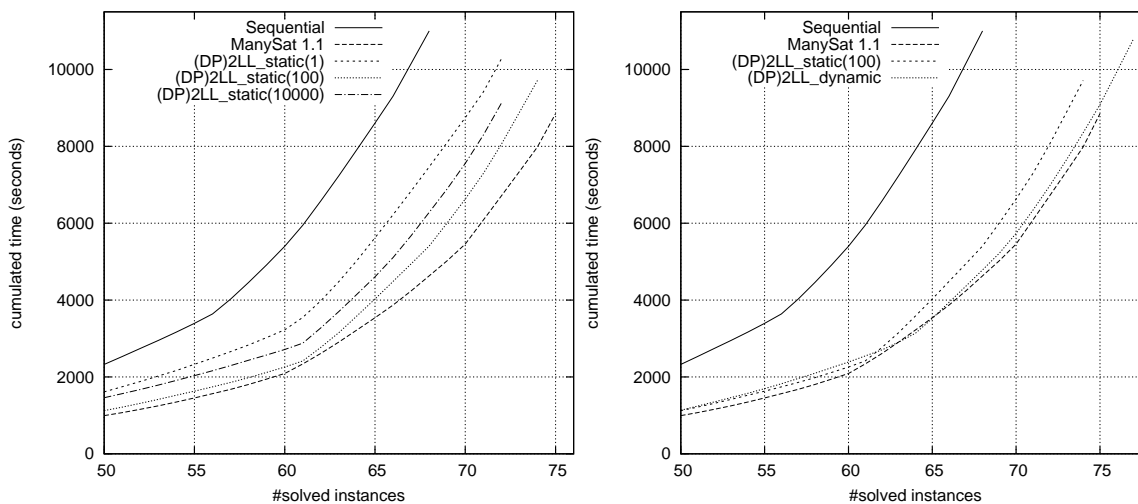 Sequential
ManySat 1.1
(DP)2LL_static(1)
(DP)2LL_static(100)
(DP)2LL_static(10000)
10000
8000
6000
4000
2000
0
cumulated time (seconds)
50 55 60 65 70 75
#solved instances
Sequential
ManySat 1.1
(DP)2LL_static(100)
(DP)2LL_dynamic
10000
8000
6000
4000
2000
0
cumulated time (seconds)
50 55 60 65 70 75
#solved instances